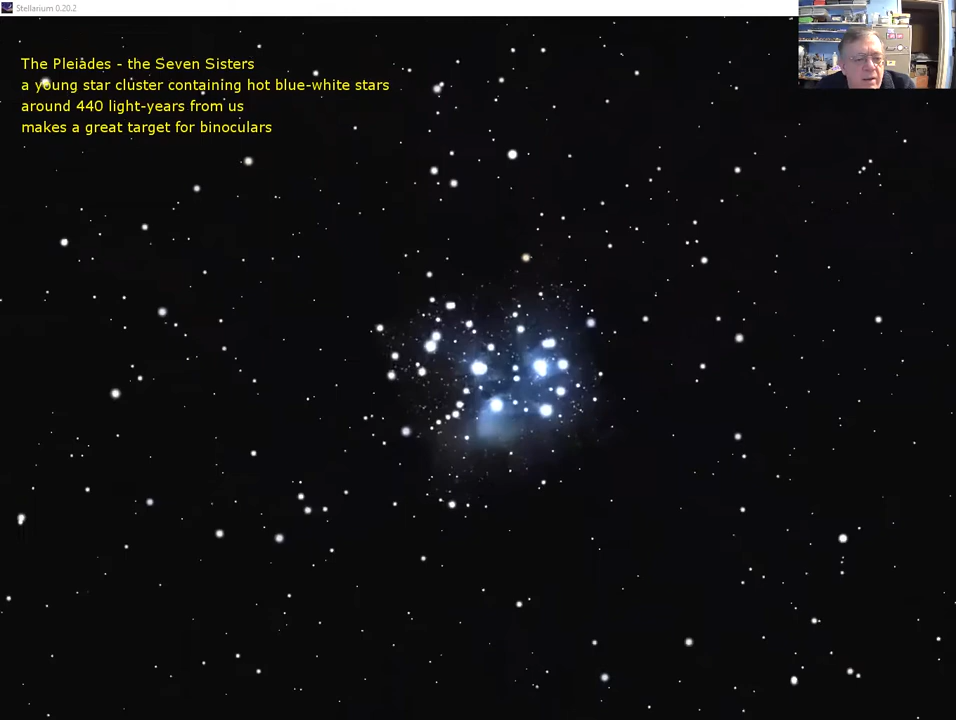 Stellarium 0.20.2
The Pleiades - the Seven Sisters
a young star cluster containing hot blue-white stars
around 440 light-years from us
makes a great target for binoculars